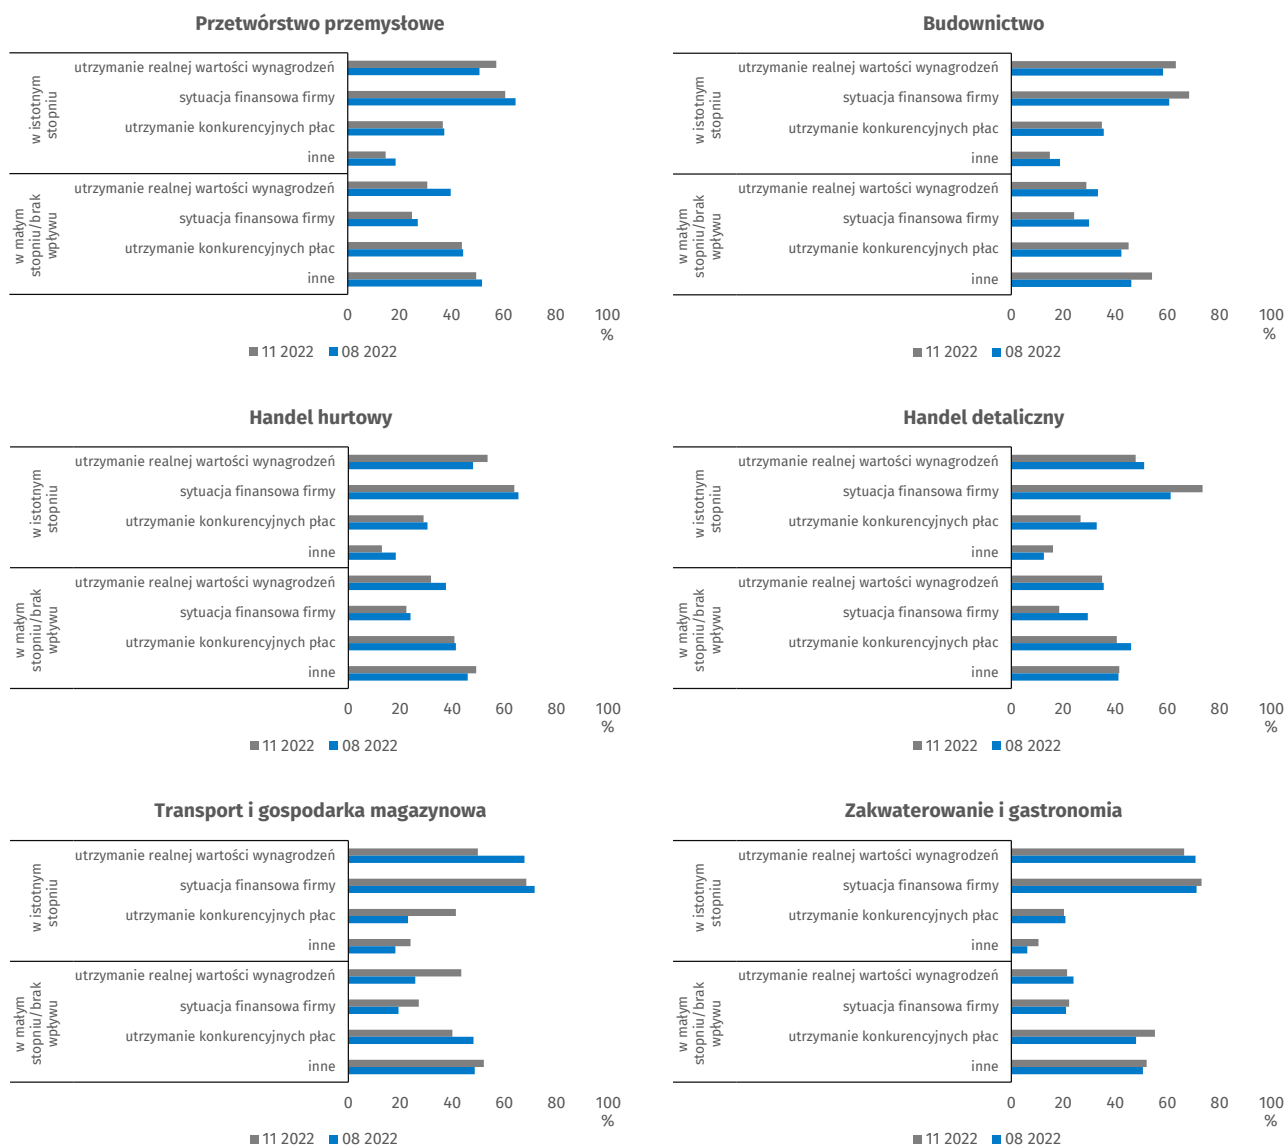 Przetwórstwo przemysłowe
w istotnym
stopniu
utrzymanie realnej wartości wynagrodzeń
sytuacja finansowa firmy
utrzymanie konkurencyjnych płac
inne
w małym
stopniu/brak
wpływu
utrzymanie realnej wartości wynagrodzeń
sytuacja finansowa firmy
utrzymanie konkurencyjnych płac
inne
0 20 40 60 80 100
%
11 2022 08 2022
Budownictwo
w istotnym
stopniu
utrzymanie realnej wartości wynagrodzeń
sytuacja finansowa firmy
utrzymanie konkurencyjnych płac
inne
w małym
stopniu/brak
wpływu
utrzymanie realnej wartości wynagrodzeń
sytuacja finansowa firmy
utrzymanie konkurencyjnych płac
inne
0 20 40 60 80 100
%
11 2022 08 2022
Handel hurtowy
w istotnym
stopniu
utrzymanie realnej wartości wynagrodzeń
sytuacja finansowa firmy
utrzymanie konkurencyjnych płac
inne
w małym
stopniu/brak
wpływu
utrzymanie realnej wartości wynagrodzeń
sytuacja finansowa firmy
utrzymanie konkurencyjnych płac
inne
0 20 40 60 80 100
%
11 2022 08 2022
Handel detaliczny
w istotnym
stopniu
utrzymanie realnej wartości wynagrodzeń
sytuacja finansowa firmy
utrzymanie konkurencyjnych płac
inne
w małym
stopniu/brak
wpływu
utrzymanie realnej wartości wynagrodzeń
sytuacja finansowa firmy
utrzymanie konkurencyjnych płac
inne
0 20 40 60 80 100
%
11 2022 08 2022
Transport i gospodarka magazynowa
w istotnym
stopniu
utrzymanie realnej wartości wynagrodzeń
sytuacja finansowa firmy
utrzymanie konkurencyjnych płac
inne
w małym
stopniu/brak
wpływu
utrzymanie realnej wartości wynagrodzeń
sytuacja finansowa firmy
utrzymanie konkurencyjnych płac
inne
0 20 40 60 80 100
%
11 2022 08 2022
Zakwaterowanie i gastronomia
w istotnym
stopniu
utrzymanie realnej wartości wynagrodzeń
sytuacja finansowa firmy
utrzymanie konkurencyjnych płac
inne
w małym
stopniu/brak
wpływu
utrzymanie realnej wartości wynagrodzeń
sytuacja finansowa firmy
utrzymanie konkurencyjnych płac
inne
0 20 40 60 80 100
%
11 2022 08 2022